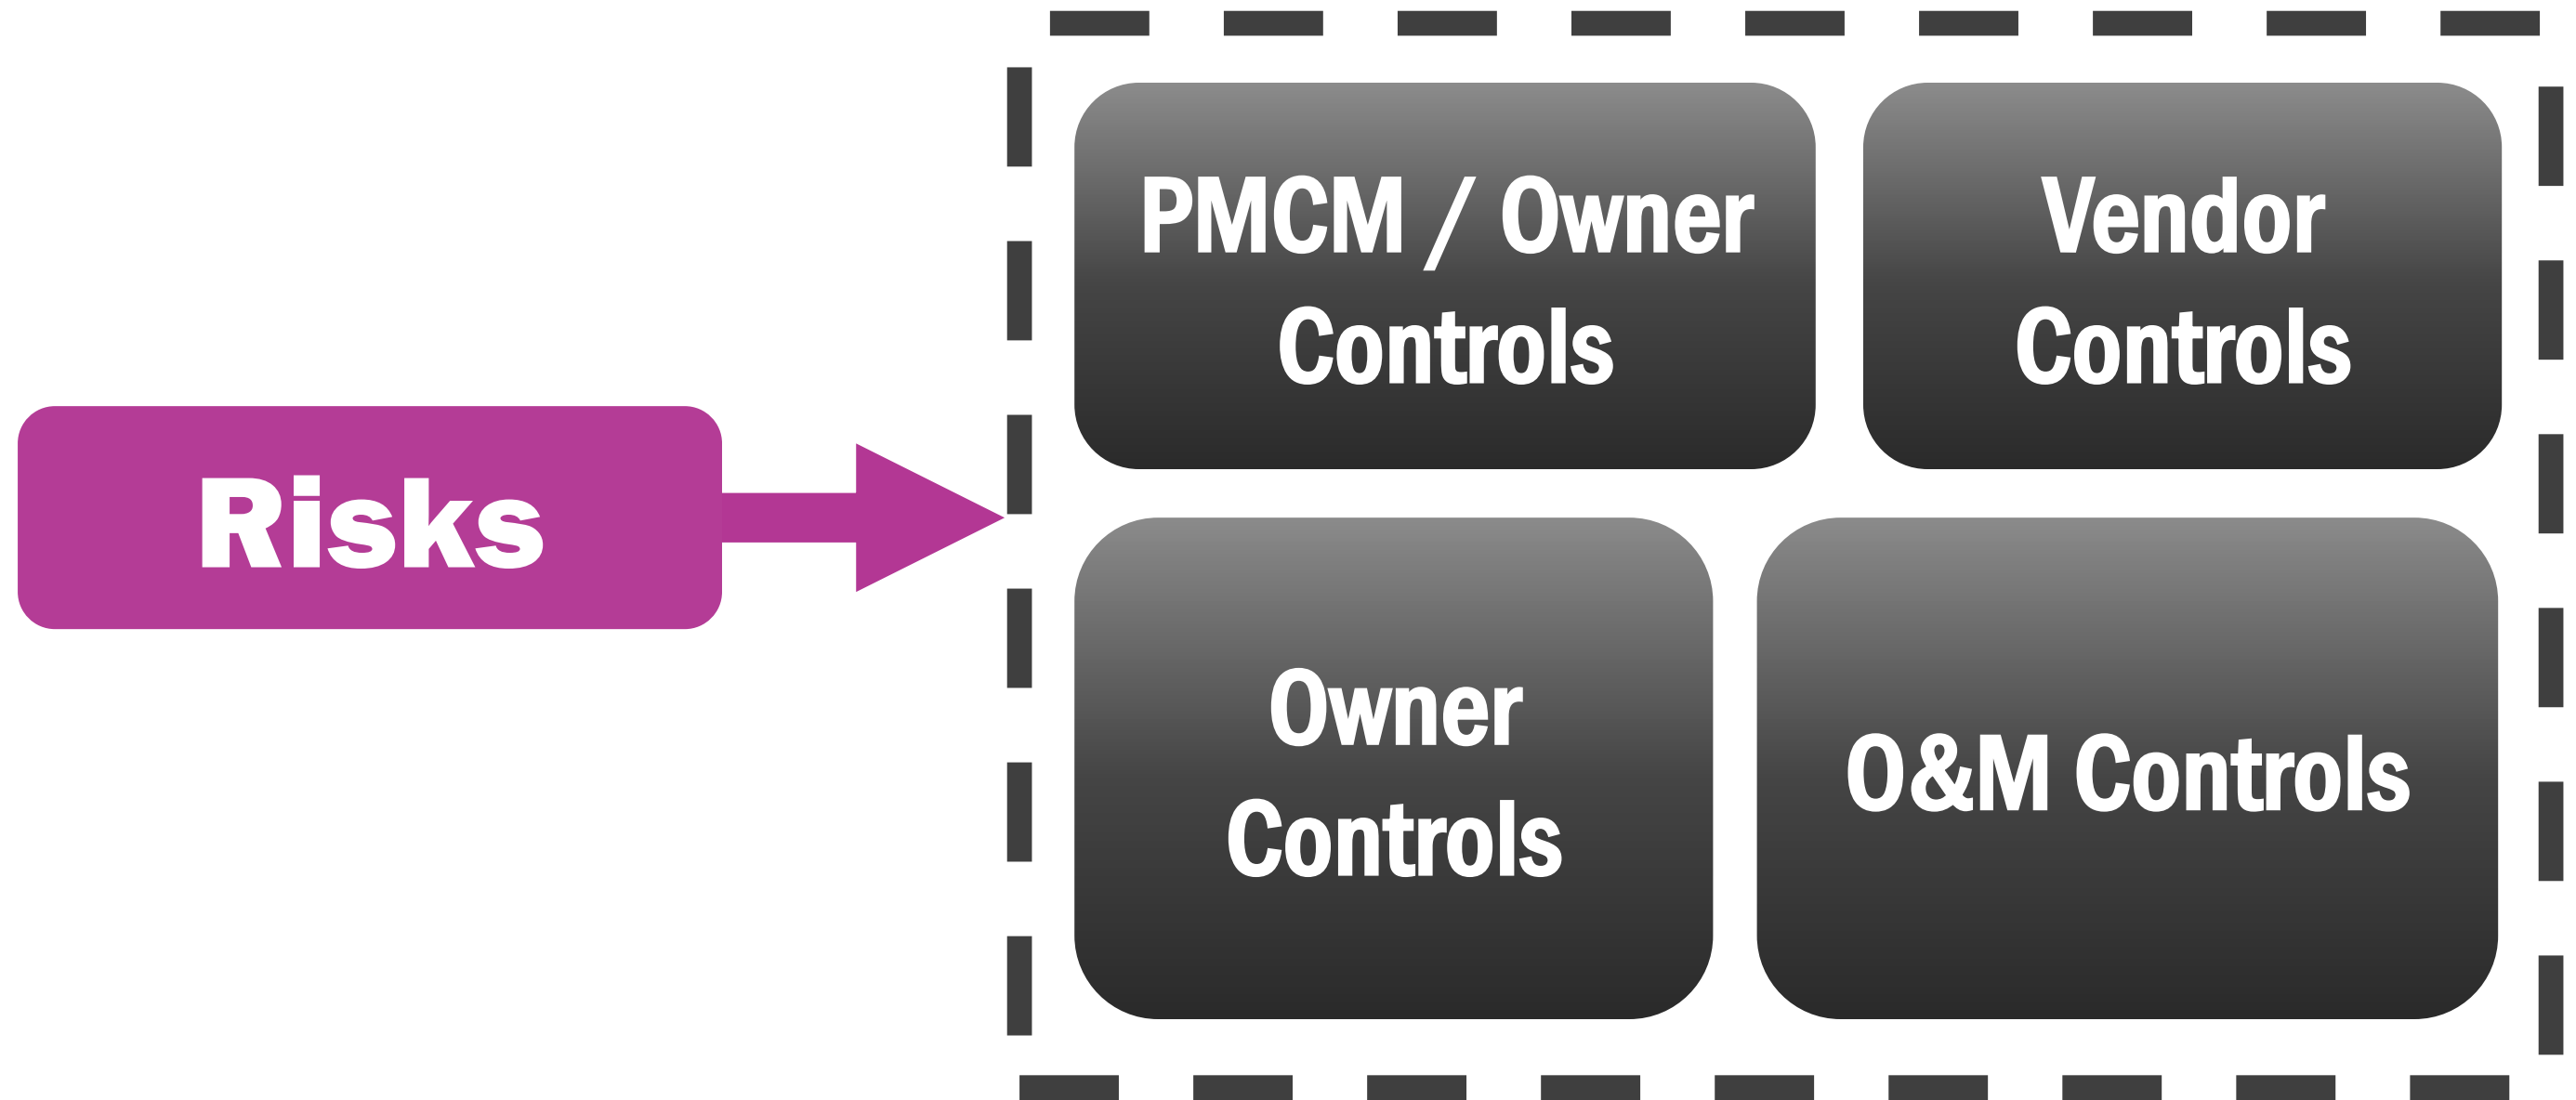 Risks
PMCM / Owner
Controls
Vendor
Controls
Owner
Controls
O&M Controls